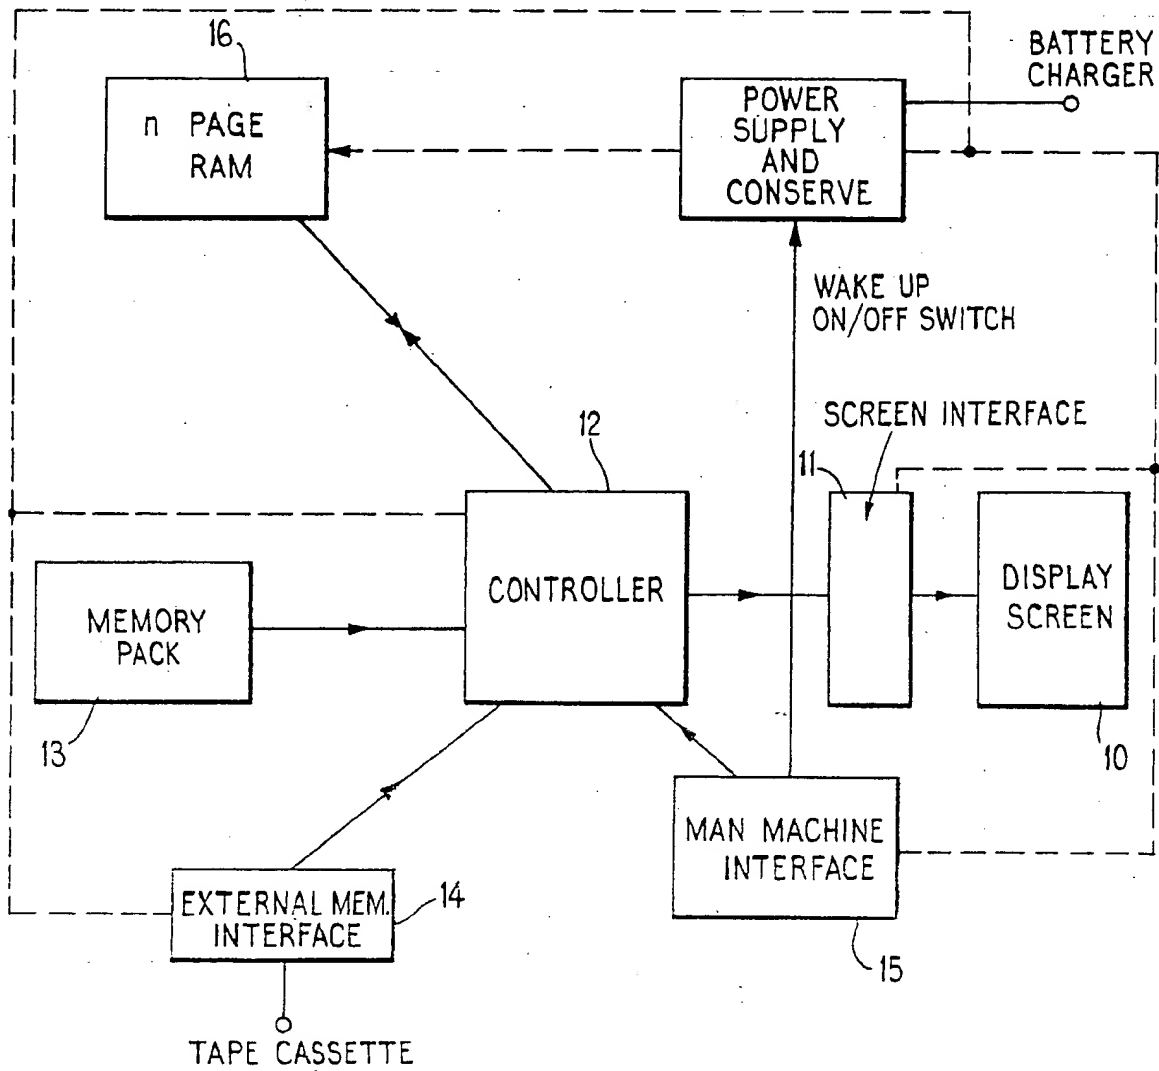 16
BATTERY
CHARGER
n PAGE
RAM
POWER
SUPPLY
AND
CONSERVE
WAKE UP
ON/OFF SWITCH
SCREEN INTERFACE
12
11
CONTROLLER
DISPLAY
SCREEN
MEMORY
PACK
13
10
MAN MACHINE
INTERFACE
EXTERNAL MEM.
INTERFACE
14
15
TAPE CASSETTE